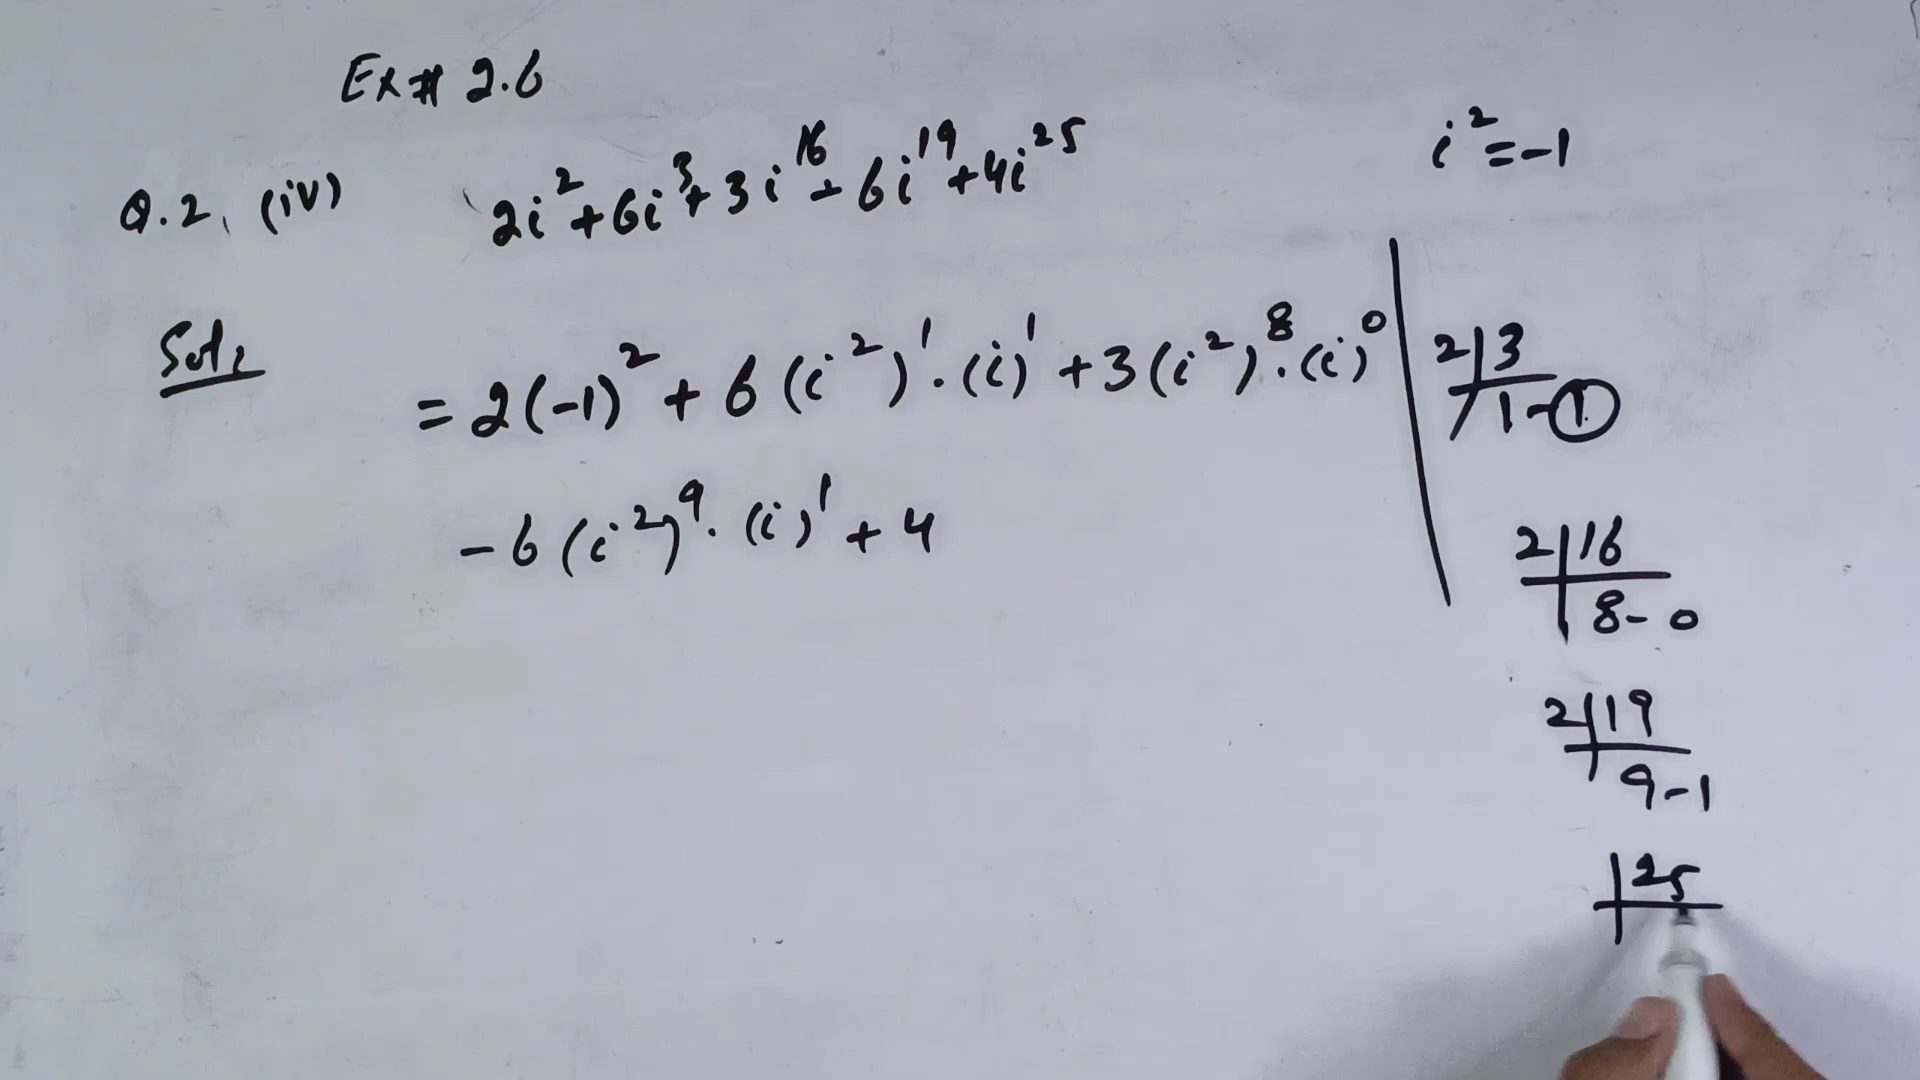 Ex# 2.6
i² = -1
Q.2, (iv) 2i² + 6i³ + 3i¹⁶ - 6i¹⁹ + 4i²⁵
Sol:
= 2(-1)² + 6(i²)¹ . (i)¹ + 3(i²)⁸ . (i)⁰
- 6(i²)⁹ . (i)¹ + 4
2 | 3
1 - 1
2 | 16
8 - 0
2 | 19
9 - 1
| 25